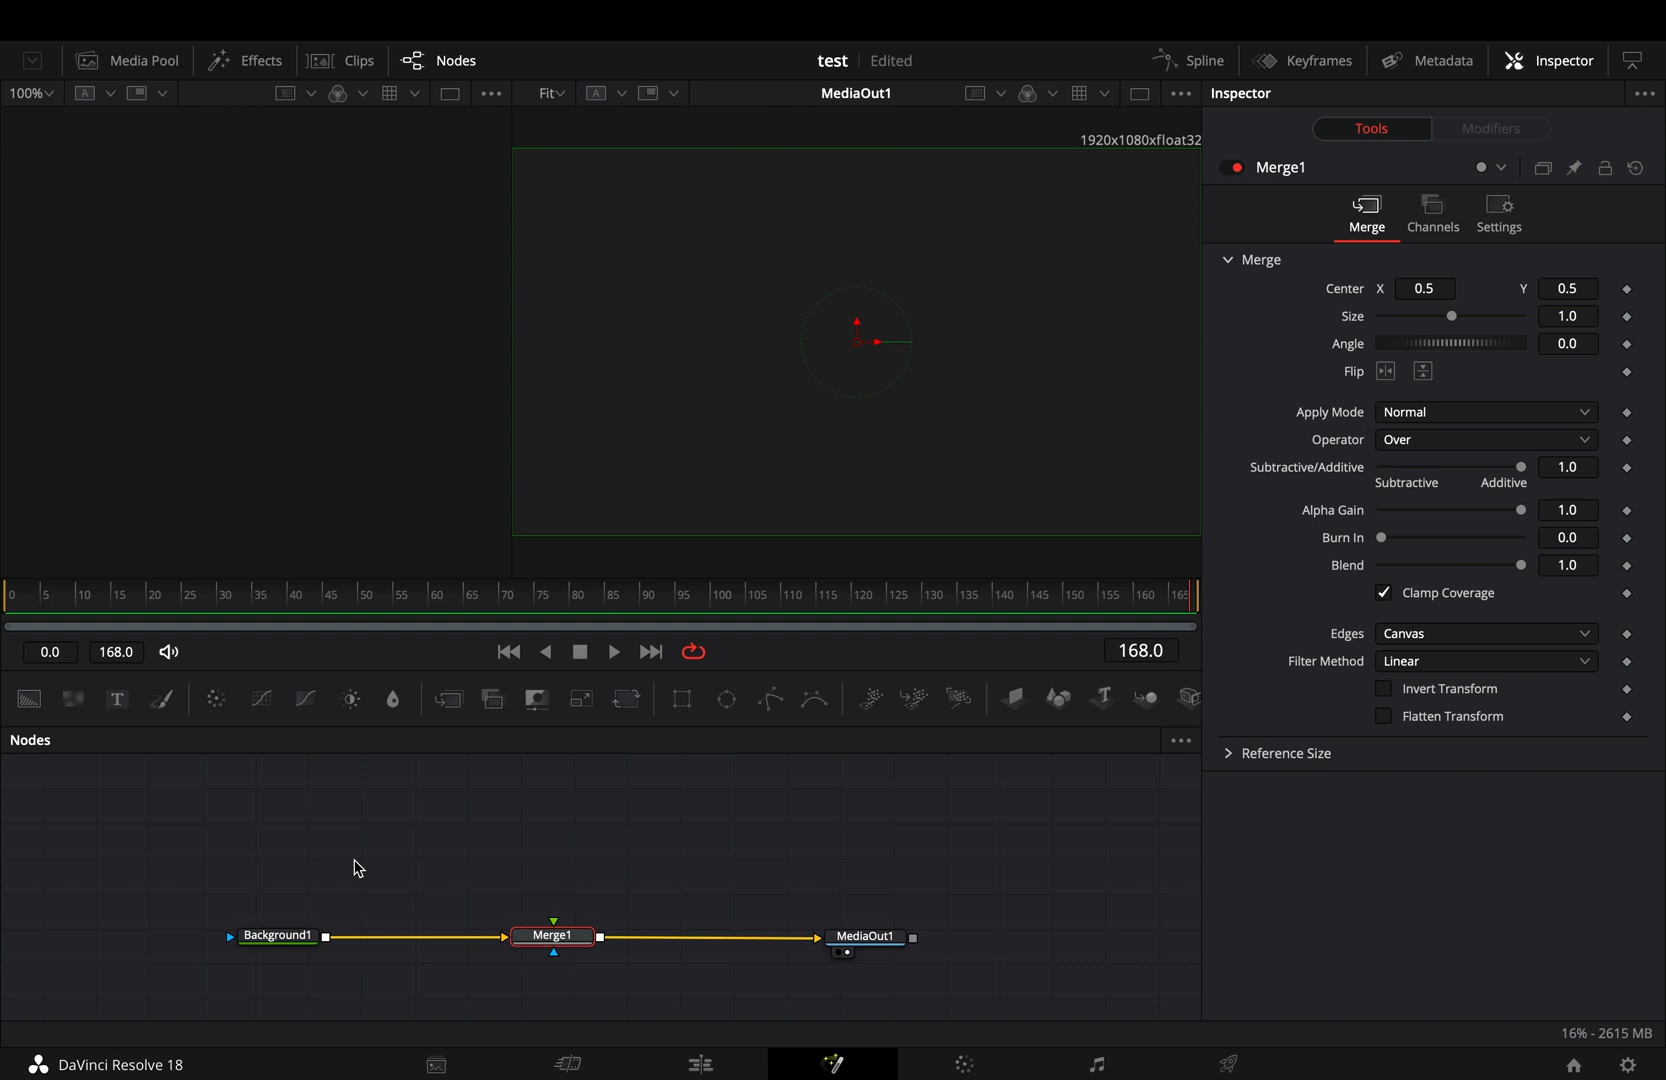 Media Pool Effects Clips Nodes test Edited Spline Keyframes Metadata Inspector
100% A Fit A MediaOut1 Inspector
Tools Modifiers
1920x1080xfloat32
Merge1
Merge Channels Settings
Merge
Center X 0.5 Y 0.5
Size 1.0
Angle 0.0
Flip
Apply Mode Normal
Operator Over
Subtractive/Additive 1.0
Subtractive Additive
Alpha Gain 1.0
Burn In 0.0
Blend 1.0
Clamp Coverage
Edges Canvas
Filter Method Linear
Invert Transform
Flatten Transform
Reference Size
0 5 10 15 20 25 30 35 40 45 50 55 60 65 70 75 80 85 90 95 100 105 110 115 120 125 130 135 140 145 150 155 160 165
0.0 168.0 168.0
T T
Nodes
Background1 Merge1 MediaOut1
16% - 2615 MB
DaVinci Resolve 18